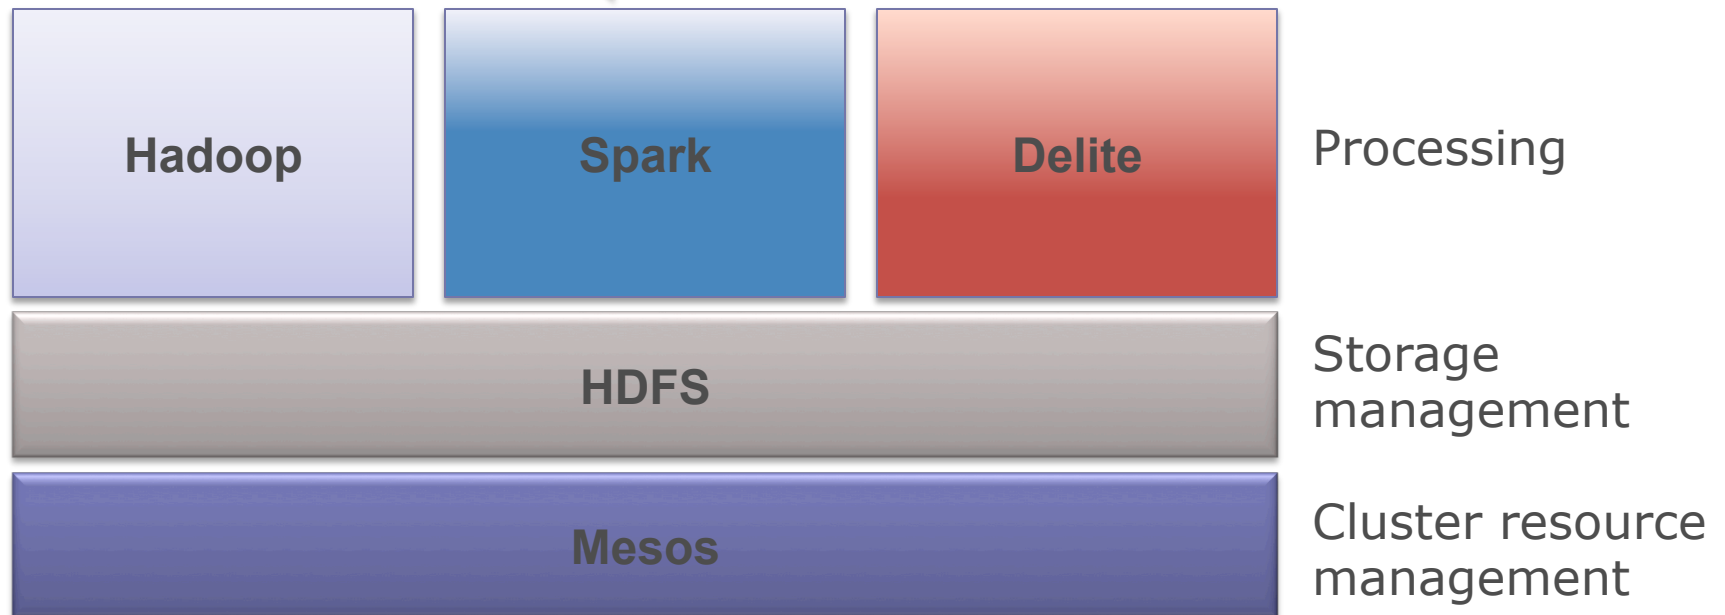 Hadoop
Spark
Delite
Processing
HDFS
Storage
management
Mesos
Cluster resource
management